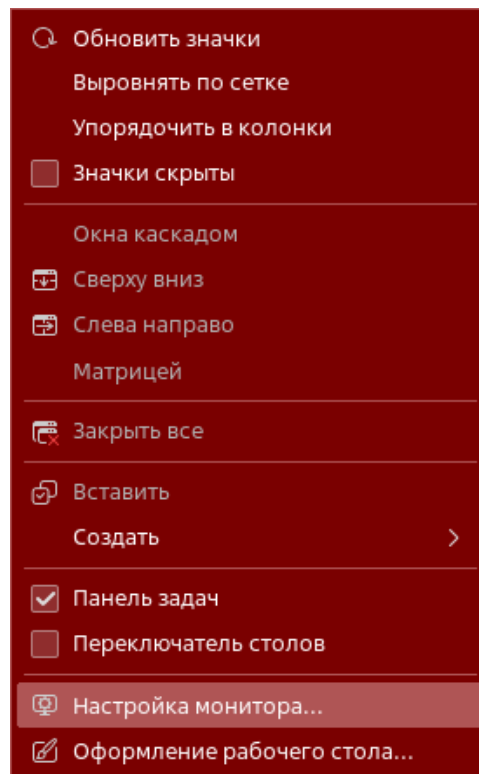 Обновить значки
Выровнять по сетке
Упорядочить в колонки
Значки скрыты
Окна каскадом
Сверху вниз
Слева направо
Матрицей
Закрыть все
Вставить
Создать
Панель задач
Переключатель столов
Настройка монитора...
Оформление рабочего стола...